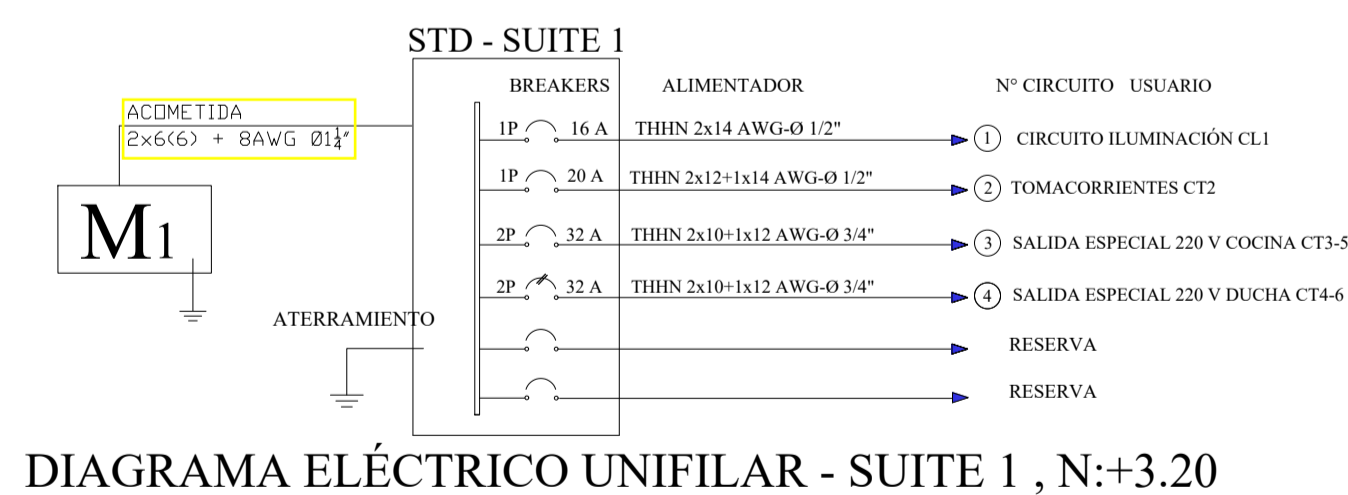 STD - SUITE 1
BREAKERS ALIMENTADOR N° CIRCUITO USUARIO
ACOMETIDA
2x6(6) + 8AWG Ø1¼"
1P 16 A THHN 2x14 AWG-Ø 1/2" 1 CIRCUITO ILUMINACIÓN CL1
1P 20 A THHN 2x12+1x14 AWG-Ø 1/2" 2 TOMACORRIENTES CT2
M1
2P 32 A THHN 2x10+1x12 AWG-Ø 3/4" 3 SALIDA ESPECIAL 220 V COCINA CT3-5
2P 32 A THHN 2x10+1x12 AWG-Ø 3/4" 4 SALIDA ESPECIAL 220 V DUCHA CT4-6
ATERRAMIENTO
RESERVA
RESERVA
DIAGRAMA ELÉCTRICO UNIFILAR - SUITE 1 , N:+3.20